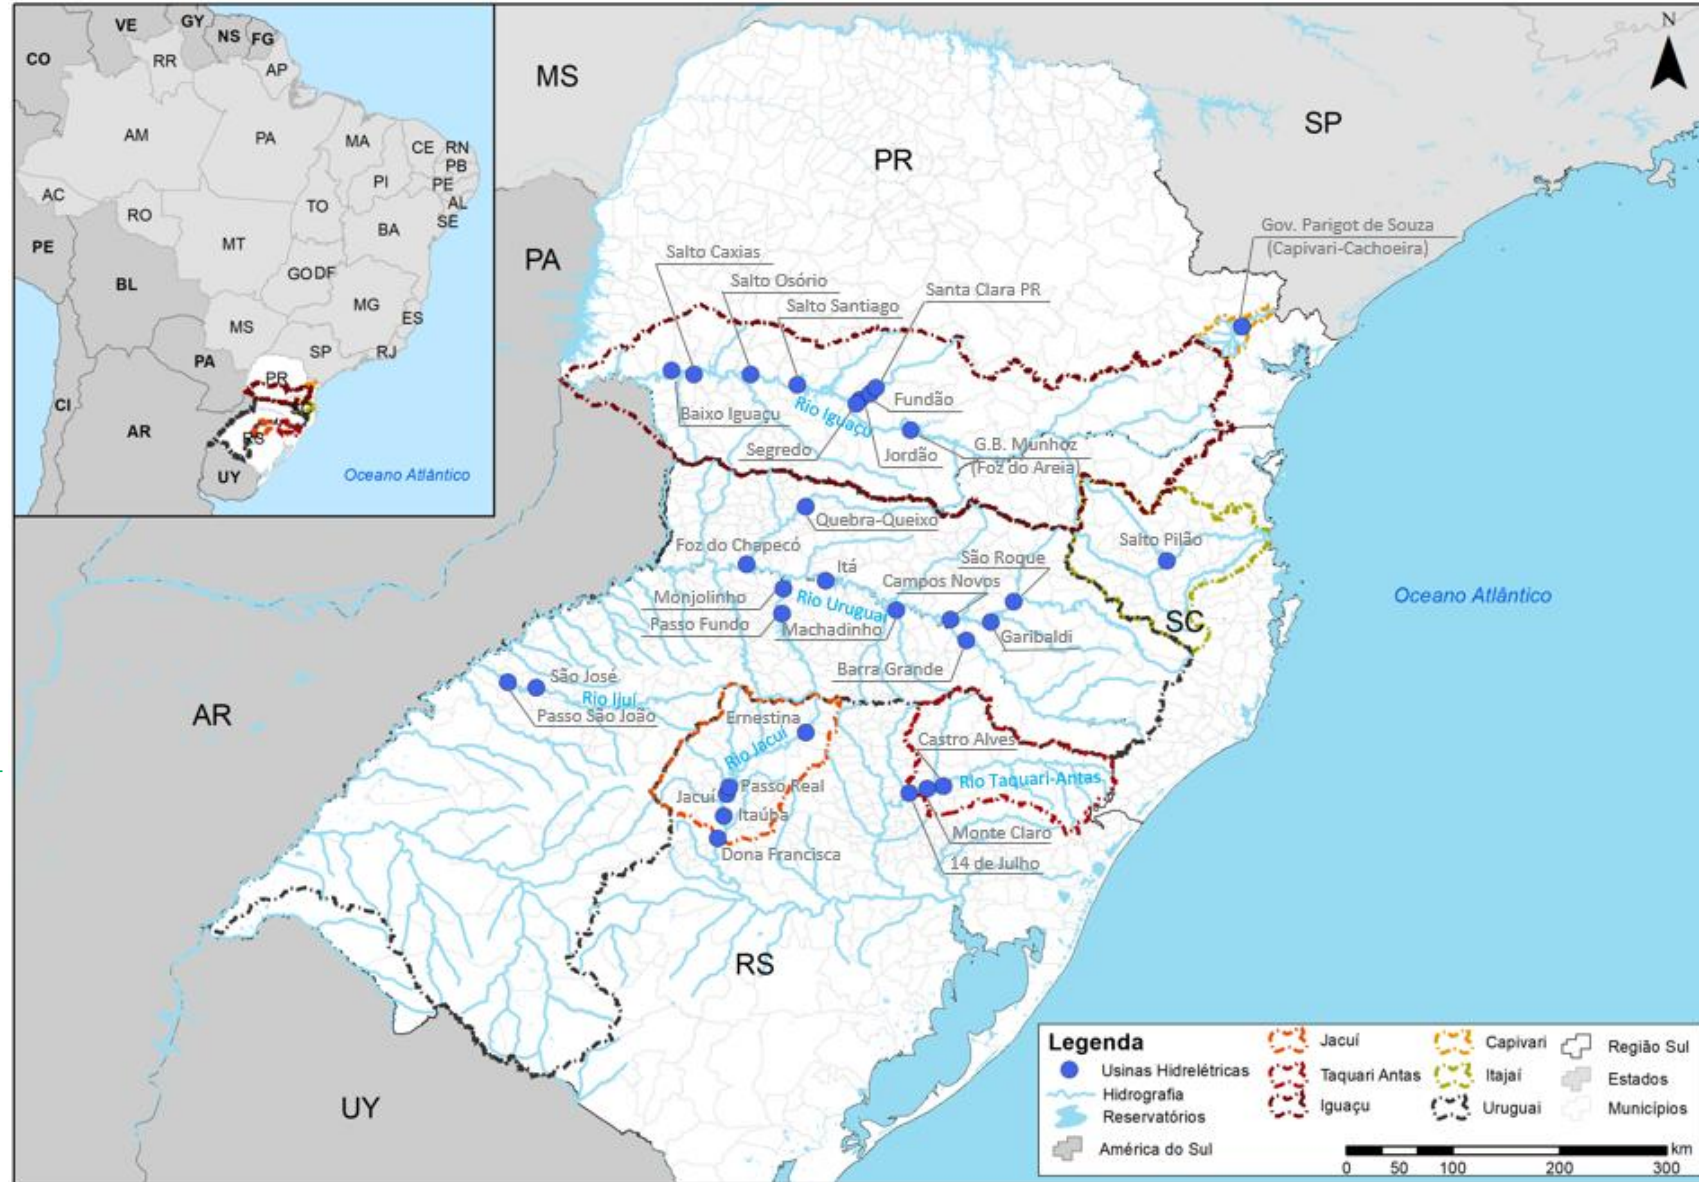 VE
GY
NS
FG
CO
RR
AP
AM
PA
MA
CE
RN
PB
PI
PE
AL
SE
AC
TO
RO
BA
MT
PE
GO
DF
BL
MG
ES
MS
SP
RJ
PA
PR
CI
AR
RS
UY
Oceano Atlântico
N
MS
SP
PR
PA
Gov. Parigot de Souza
(Capivari-Cachoeira)
Salto Caxias
Salto Osório
Salto Santiago
Santa Clara PR
Rio Iguaçu
Fundão
Baixo Iguaçu
Segredo
Jordão
G.B. Munhoz
(Foz do Areia)
Quebra-Queixo
Foz do Chapecó
Itá
São Roque
Salto Pilão
Campos Novos
Monjolinho
Rio Uruguai
Passo Fundo
Machadinho
Garibaldi
SC
Barra Grande
Oceano Atlântico
São José
Rio Ijuí
Passo São João
AR
Ernestina
Rio Jacuí
Castro Alves
Rio Taquari-Antas
Passo Real
Jacuí
Itaúba
Monte Claro
Dona Francisca
14 de Julho
RS
UY
Legenda
Usinas Hidrelétricas
Hidrografia
Reservatórios
América do Sul
Jacuí
Taquari Antas
Iguaçu
Capivari
Itajaí
Uruguai
Região Sul
Estados
Municípios
km
0 50 100 200 300